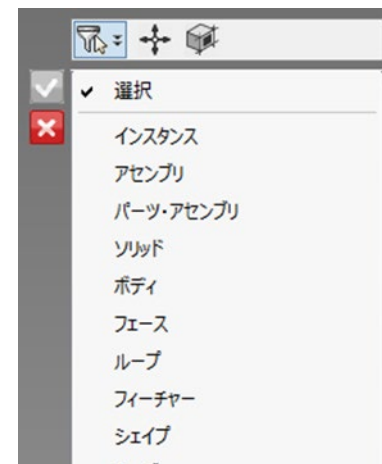 選択
インスタンス
アセンブリ
パーツ・アセンブリ
ソリッド
ボディ
フェース
ループ
フィーチャー
シェイプ